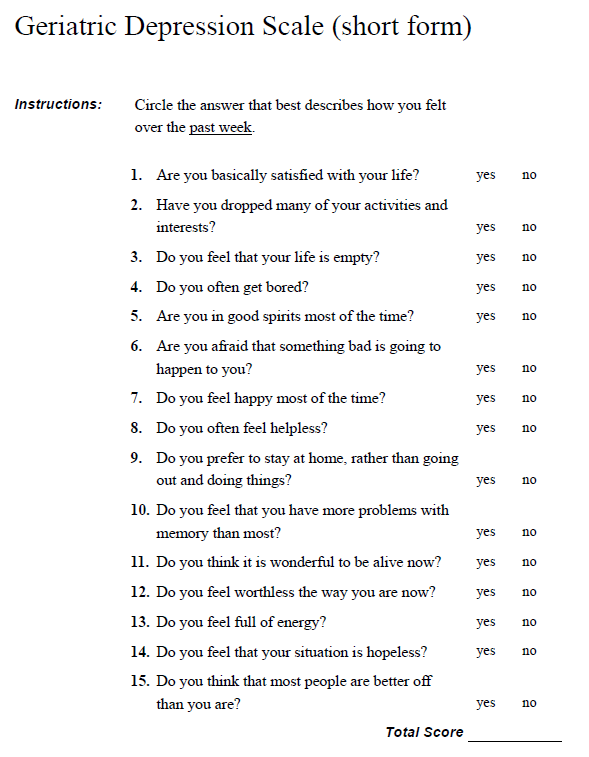 Geriatric Depression Scale (short form)
Instructions: Circle the answer that best describes how you felt
over the past week.
1. Are you basically satisfied with your life? yes no
2. Have you dropped many of your activities and
interests? yes no
3. Do you feel that your life is empty? yes no
4. Do you often get bored? yes no
5. Are you in good spirits most of the time? yes no
6. Are you afraid that something bad is going to
happen to you? yes no
7. Do you feel happy most of the time? yes no
8. Do you often feel helpless? yes no
9. Do you prefer to stay at home, rather than going
out and doing things? yes no
10. Do you feel that you have more problems with
memory than most? yes no
11. Do you think it is wonderful to be alive now? yes no
12. Do you feel worthless the way you are now? yes no
13. Do you feel full of energy? yes no
14. Do you feel that your situation is hopeless? yes no
15. Do you think that most people are better off
than you are? yes no
Total Score